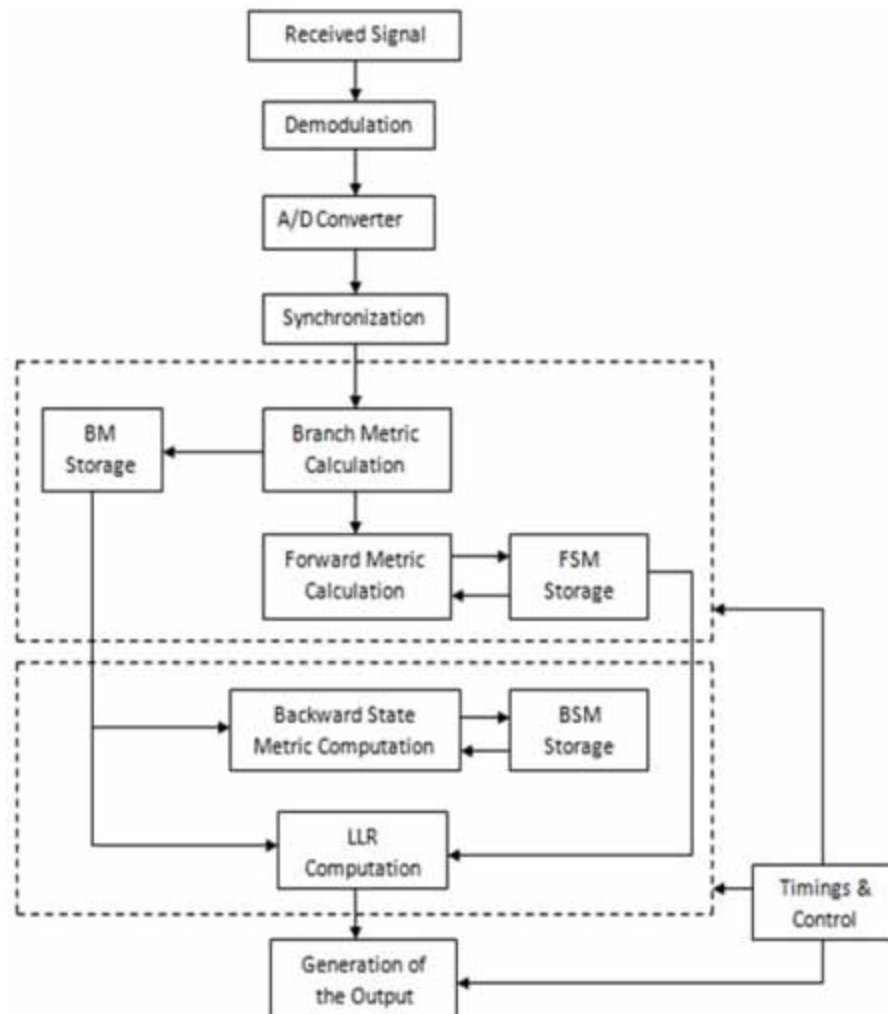 Received Signal
Demodulation
A/D Converter
Synchronization
BM
Storage
Branch Metric
Calculation
Forward Metric
Calculation
FSM
Storage
Backward State
Metric Computation
BSM
Storage
LLR
Computation
Timings &
Control
Generation of
the Output